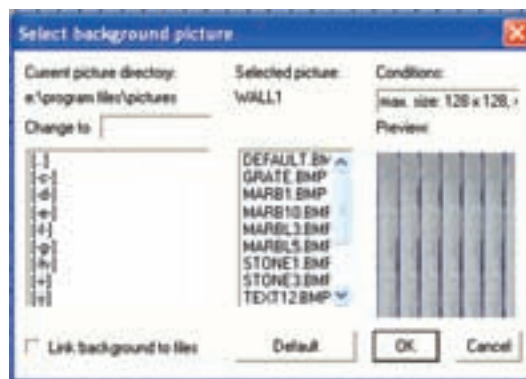 Select background picture
Current picture directory:
e:\program files\pictures
Change to
[..]
[-c-]
[-d-]
[-e-]
[-f-]
[-g-]
[-h-]
Selected picture:
WALL1
DEFAULT.BM
GRATE.BMP
MARB1.BMP
MARB10.BMP
MARBL3.BMP
MARBL5.BMP
STONE1.BMP
STONE3.BMP
TEXT12.BMP
Conditions:
max. size: 128 x 128,
Preview:
Link background to files
Default
OK
Cancel